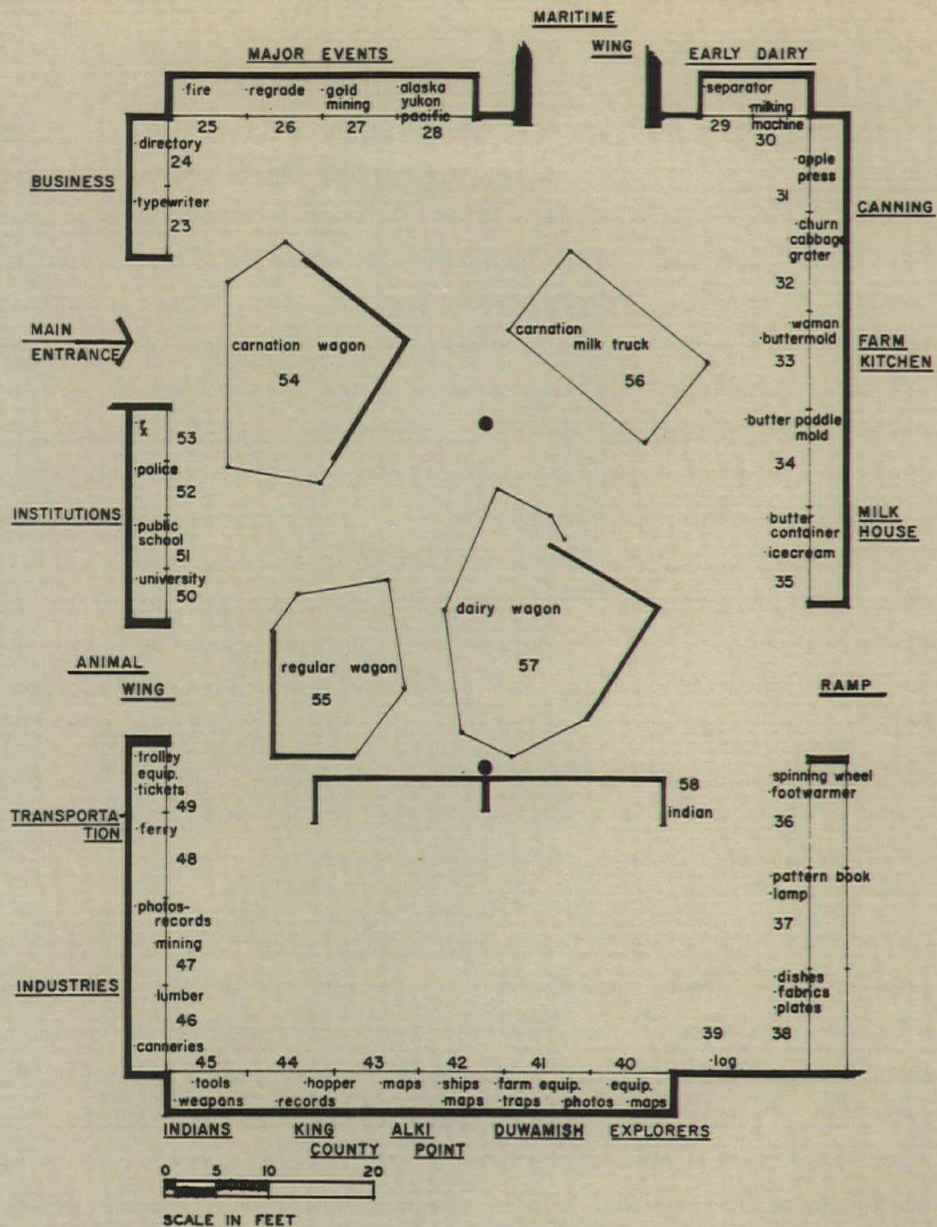 MARITIME
WING
MAJOR EVENTS
EARLY DAIRY
·fire
·regrade
·gold
mining
·alaska
yukon
·pacific
25
26
27
28
·separator
·milking
machine
29
30
BUSINESS
·directory
24
·typewriter
23
·apple
press
31
CANNING
·churn
cabbage
grater
32
MAIN
ENTRANCE
carnation wagon
54
carnation
milk truck
56
·woman
·buttermold
33
FARM
KITCHEN
·butter paddle
mold
34
INSTITUTIONS
·r
x
53
·police
52
·public
school
51
·university
50
·butter
container
·icecream
35
MILK
HOUSE
dairy wagon
57
regular wagon
55
ANIMAL
WING
RAMP
·trolley
equip.
·tickets
49
TRANSPORTA-
TION
·ferry
48
58
indian
·spinning wheel
·footwarmer
36
·pattern book
·lamp
37
·photos-
records
·mining
47
INDUSTRIES
·lumber
46
·canneries
·dishes
·fabrics
·plates
38
39
·log
45
44
43
42
41
40
·tools
·weapons
·hopper
·records
·maps
·ships
·maps
·farm equip.
·traps
equip.
·photos
·maps
INDIANS
KING
COUNTY
ALKI
POINT
DUWAMISH
EXPLORERS
0 5 10 20
SCALE IN FEET